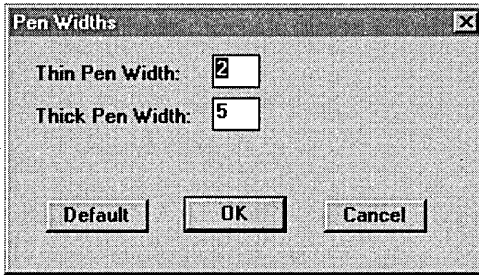 Pen Widths
Thin Pen Width: 2
Thick Pen Width: 5
Default OK Cancel